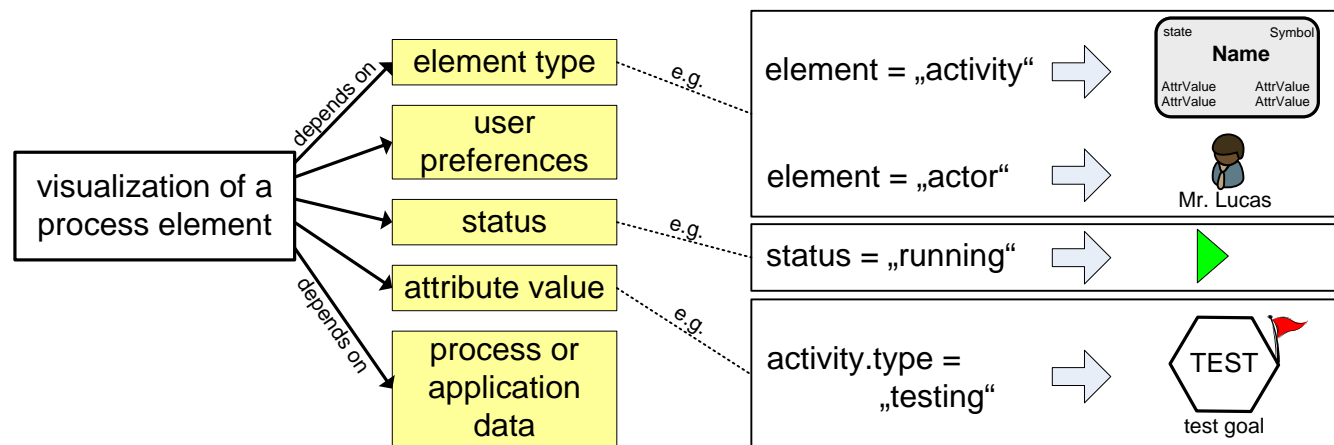 visualization of a
process element
depends on
depends on
element type
user
preferences
status
attribute value
process or
application
data
e.g.
e.g.
e.g.
element = „activity“
state
Symbol
Name
AttrValue
AttrValue
AttrValue
AttrValue
element = „actor“
Mr. Lucas
status = „running“
activity.type =
„testing“
TEST
test goal